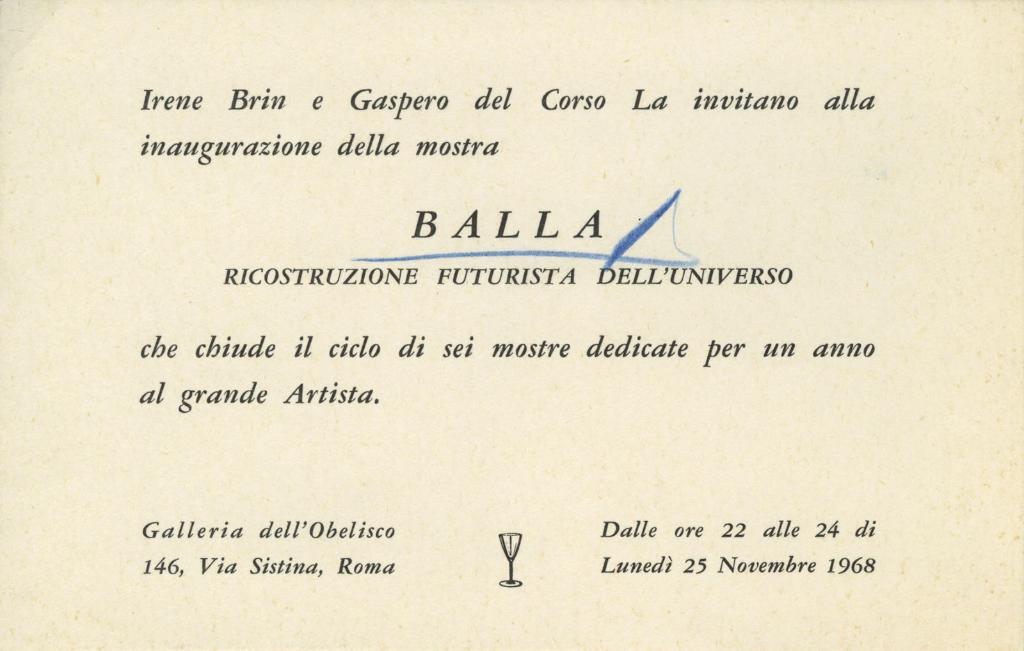 Irene Brin e Gaspero del Corso La invitano alla
inaugurazione della mostra
BALLA
RICOSTRUZIONE FUTURISTA DELL'UNIVERSO
che chiude il ciclo di sei mostre dedicate per un anno
al grande Artista.
Galleria dell'Obelisco
146, Via Sistina, Roma
Dalle ore 22 alle 24 di
Lunedì 25 Novembre 1968